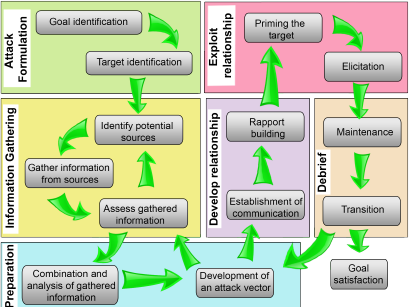 Attack
Formulation
Goal identification
Target identification
Exploit
relationship
Priming the
target
Elicitation
Information Gathering
Identify potential
sources
Gather information
from sources
Assess gathered
information
Develop relationship
Rapport
building
Establishment of
communication
Debrief
Maintenance
Transition
Goal
satisfaction
Preparation
Combination and
analysis of gathered
information
Development of
an attack vector